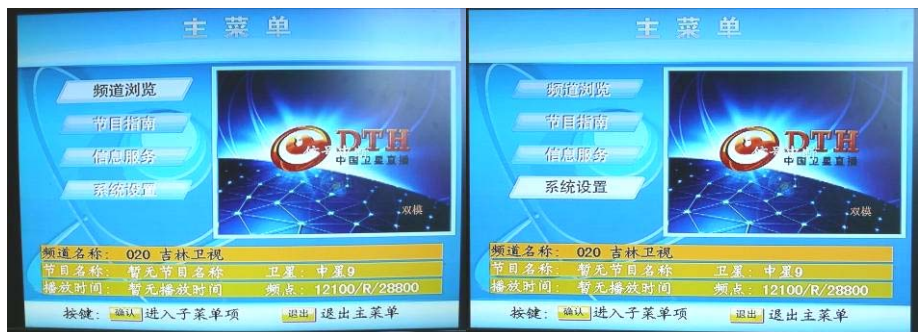 主菜单
频道浏览
节目指南
信息服务
系统设置
DTH
中国卫星直播
双模
频道名称: 020 吉林卫视
节目名称: 暂无节目名称 卫星: 中星9
播放时间: 暂无播放时间 频点: 12100/R/28800
按键: 确认 进入子菜单项 退出 退出主菜单
主菜单
频道浏览
节目指南
信息服务
系统设置
DTH
中国卫星直播
双模
频道名称: 020 吉林卫视
节目名称: 暂无节目名称 卫星: 中星9
播放时间: 暂无播放时间 频点: 12100/R/28800
按键: 确认 进入子菜单项 退出 退出主菜单